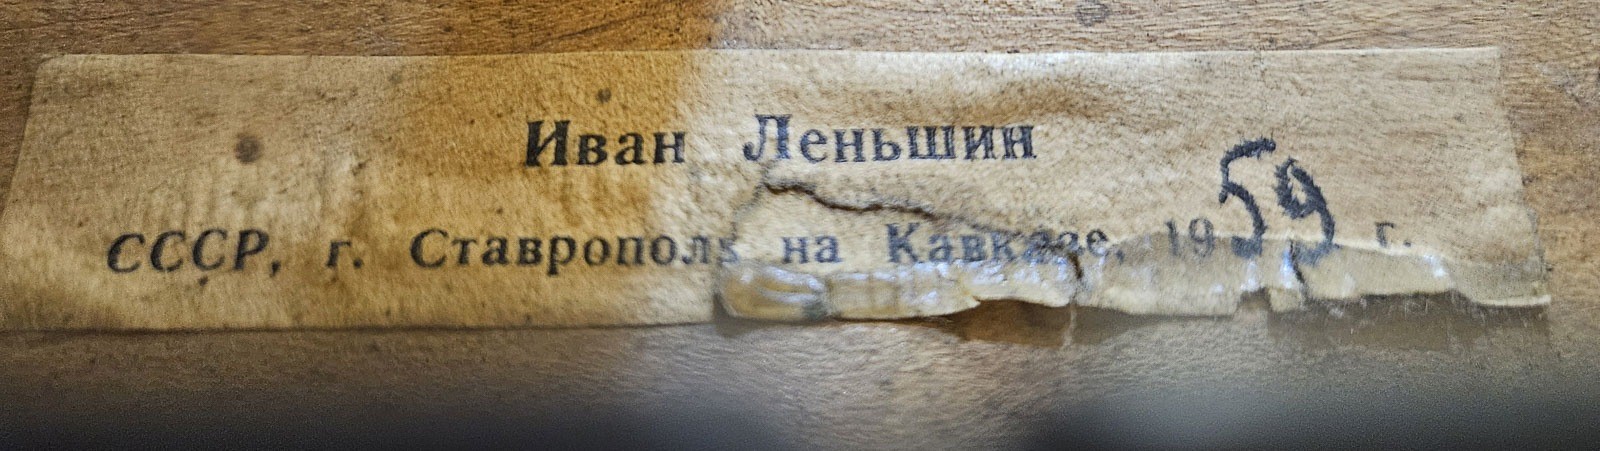 Иван Леньшин
СССР, г. Ставрополь на Кавказе, 1959 г.